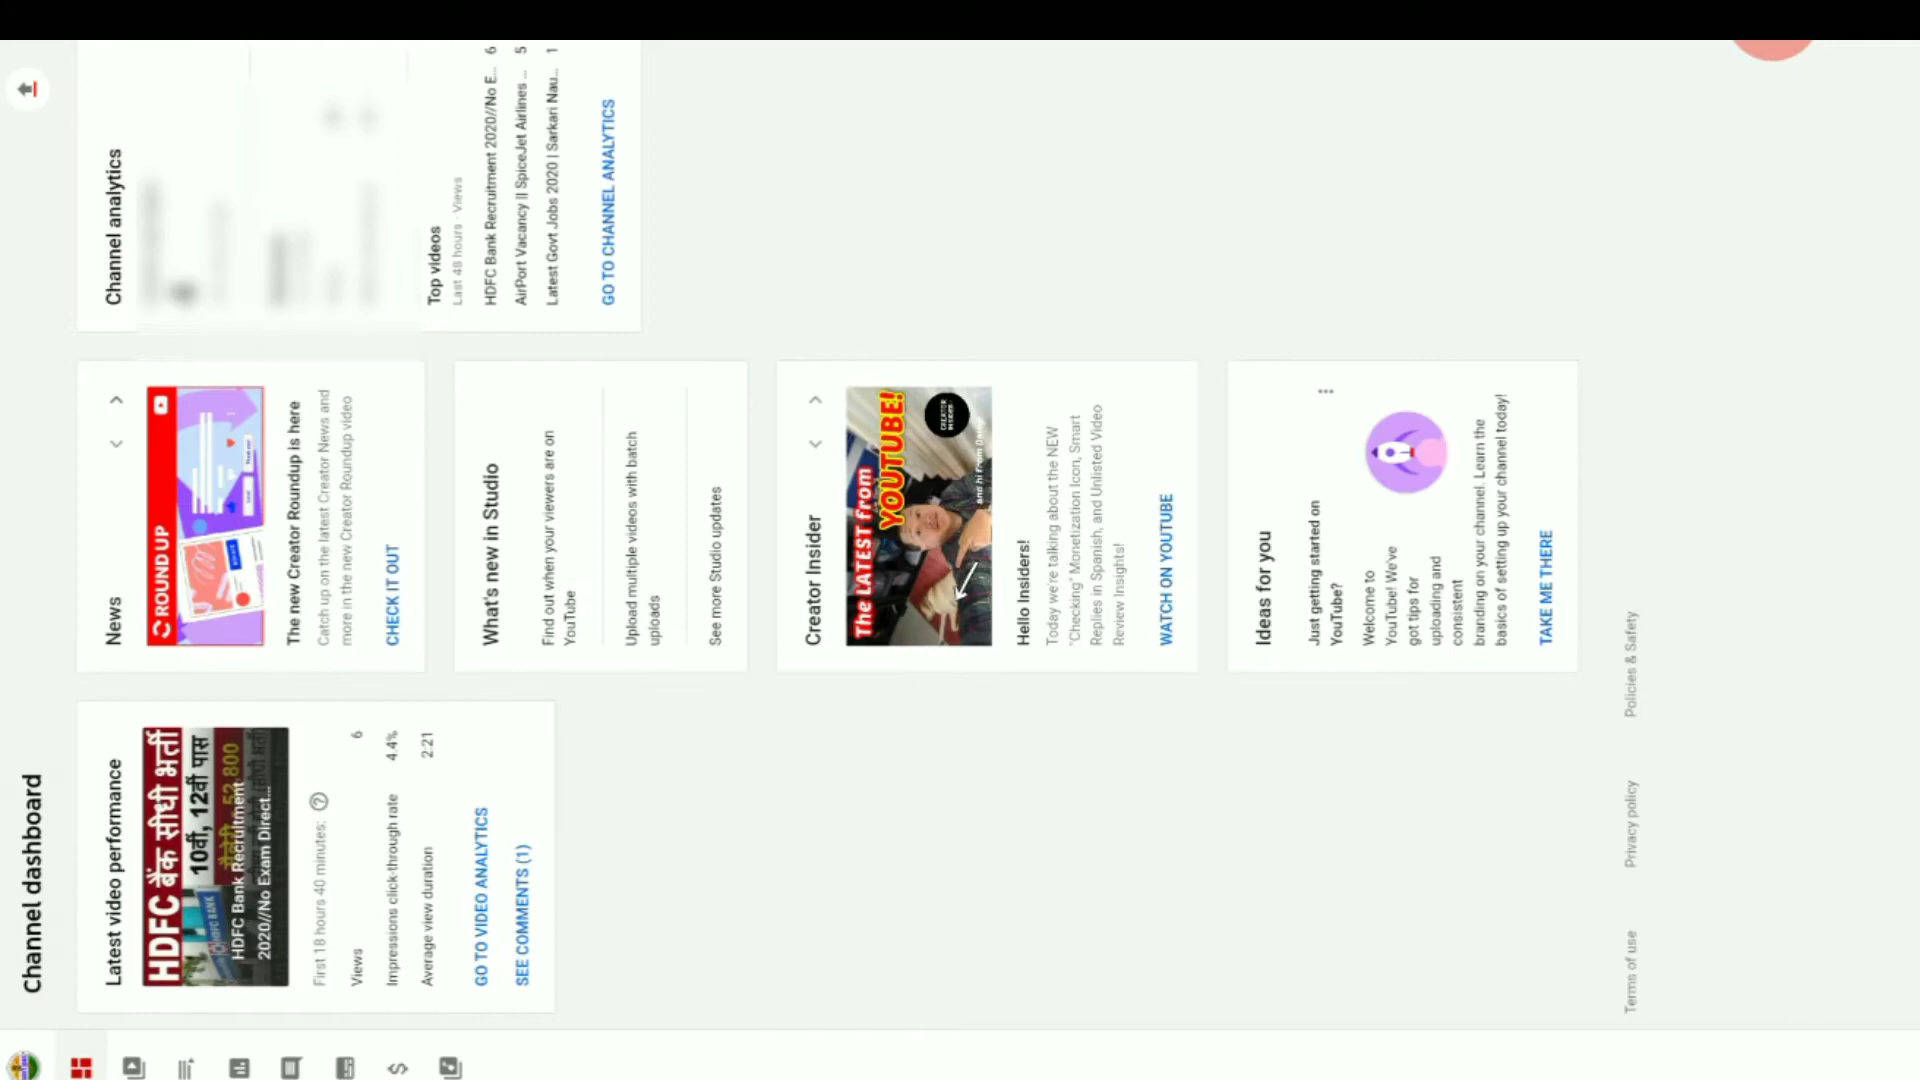 Channel dashboard
Latest video performance
HDFC बैंक सीधी भर्ती
10वीं, 12वीं पास
52,800
HDFC BANK
HDFC Bank Recruitment
2020//No Exam Direct...
First 18 hours 40 minutes:
Views 6
Impressions click-through rate 4.4%
Average view duration 2:21
GO TO VIDEO ANALYTICS
SEE COMMENTS (1)
News
ROUNDUP
The new Creator Roundup is here
Catch up on the latest Creator News and
more in the new Creator Roundup video
CHECK IT OUT
What's new in Studio
Find out when your viewers are on
YouTube
Upload multiple videos with batch
uploads
See more Studio updates
Creator Insider
The LATEST from
YOUTUBE!
CREATOR
INSIDER
Hello Insiders!
Today we're talking about the NEW
"Checking" Monetization Icon, Smart
Replies in Spanish, and Unlisted Video
Review Insights!
WATCH ON YOUTUBE
Ideas for you
Just getting started on
YouTube?
Welcome to
YouTube! We've
got tips for
uploading and
consistent
branding on your channel. Learn the
basics of setting up your channel today!
TAKE ME THERE
Channel analytics
Top videos
Last 48 hours · Views
HDFC Bank Recruitment 2020//No E... 6
AirPort Vacancy || SpiceJet Airlines ... 5
Latest Govt Jobs 2020 | Sarkari Nau... 1
GO TO CHANNEL ANALYTICS
Terms of use
Privacy policy
Policies & Safety